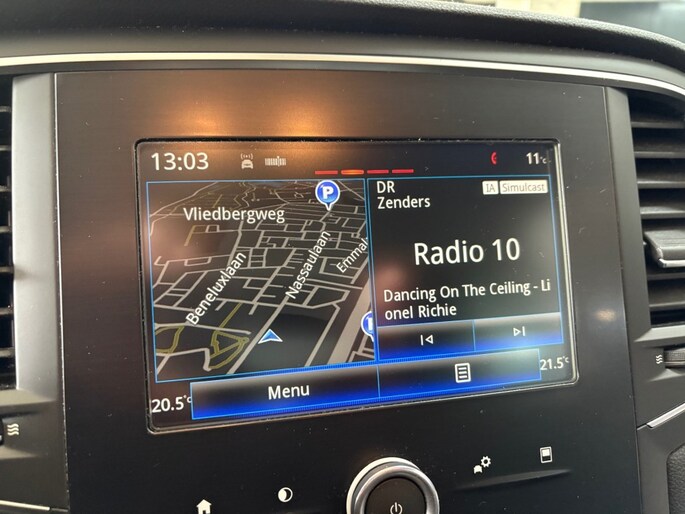 13:03
11°C
P
Vliedbergweg
Beneluxlaan
Nassaulaan
Emmal
DR
Zenders
IA
Simulcast
Radio 10
Dancing On The Ceiling - Li
onel Richie
20.5°C
Menu
21.5°C